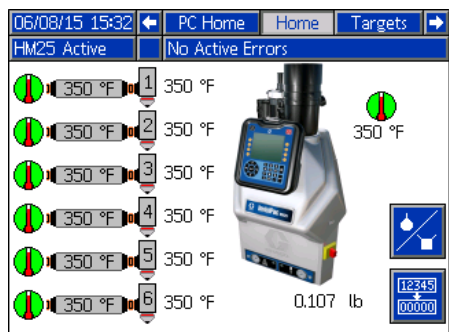 06/08/15 15:32 PC Home Home Targets
HM25 Active No Active Errors
350 °F 1 350 °F
350 °F
350 °F 2 350 °F
350 °F 3 350 °F
350 °F 4 350 °F
350 °F 5 350 °F
350 °F 6 350 °F
0.107 lb
12345
00000